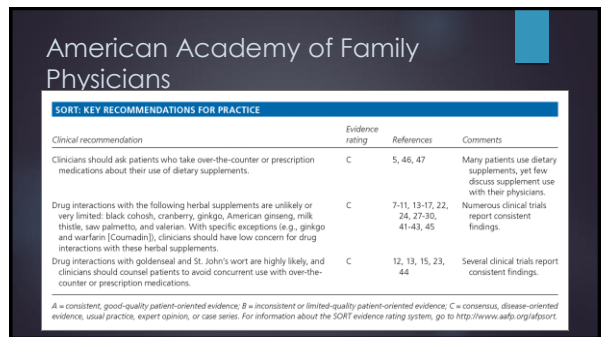 American Academy of Family
Physicians
SORT: KEY RECOMMENDATIONS FOR PRACTICE
Clinical recommendation Evidence rating References Comments
Clinicians should ask patients who take over-the-counter or prescription C 5, 46, 47 Many patients use dietary
medications about their use of dietary supplements. supplements, yet few
discuss supplement use
with their physicians.
Drug interactions with the following herbal supplements are unlikely or C 7-11, 13-17, 22, Numerous clinical trials
very limited: black cohosh, cranberry, ginkgo, American ginseng, milk 24, 27-30, report consistent
thistle, saw palmetto, and valerian. With specific exceptions (e.g., ginkgo 41-43, 45 findings.
and warfarin [Coumadin]), clinicians should have low concern for drug
interactions with these herbal supplements.
Drug interactions with goldenseal and St. John's wort are highly likely, and C 12, 13, 15, 23, Several clinical trials report
clinicians should counsel patients to avoid concurrent use with over-the- 44 consistent findings.
counter or prescription medications.
A = consistent, good-quality patient-oriented evidence; B = inconsistent or limited-quality patient-oriented evidence; C = consensus, disease-oriented
evidence, usual practice, expert opinion, or case series. For information about the SORT evidence rating system, go to http://www.aafp.org/afpsort.